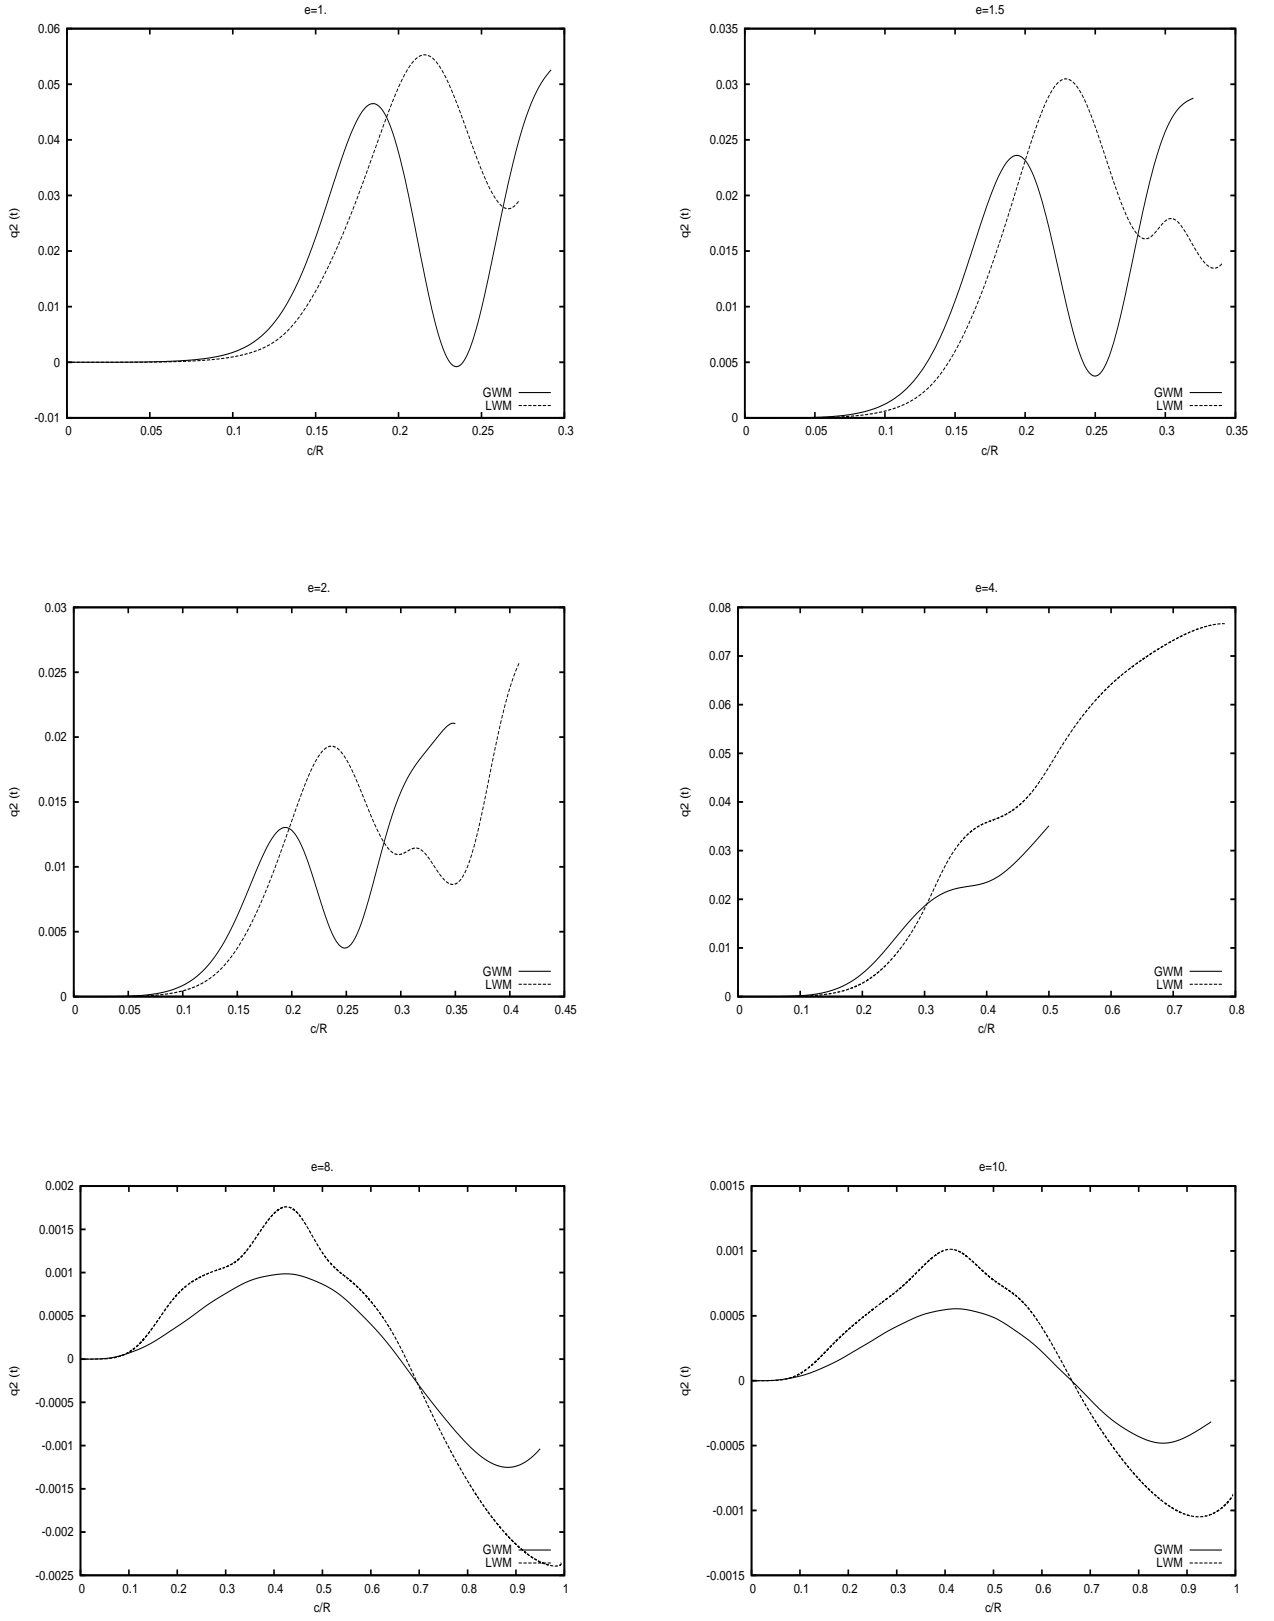 e=1.
0.06
0.05
0.04
0.03
0.02
0.01
0
-0.01
q2 (t)
GWM
LWM
0 0.05 0.1 0.15 0.2 0.25 0.3
c/R
e=1.5
0.035
0.03
0.025
0.02
0.015
0.01
0.005
0
q2 (t)
GWM
LWM
0 0.05 0.1 0.15 0.2 0.25 0.3 0.35
c/R
e=2.
0.03
0.025
0.02
0.015
0.01
0.005
0
q2 (t)
GWM
LWM
0 0.05 0.1 0.15 0.2 0.25 0.3 0.35 0.4 0.45
c/R
e=4.
0.08
0.07
0.06
0.05
0.04
0.03
0.02
0.01
0
q2 (t)
GWM
LWM
0 0.1 0.2 0.3 0.4 0.5 0.6 0.7 0.8
c/R
e=8.
0.002
0.0015
0.001
0.0005
0
-0.0005
-0.001
-0.0015
-0.002
-0.0025
q2 (t)
GWM
LWM
0 0.1 0.2 0.3 0.4 0.5 0.6 0.7 0.8 0.9 1
c/R
e=10.
0.0015
0.001
0.0005
0
-0.0005
-0.001
-0.0015
q2 (t)
GWM
LWM
0 0.1 0.2 0.3 0.4 0.5 0.6 0.7 0.8 0.9 1
c/R